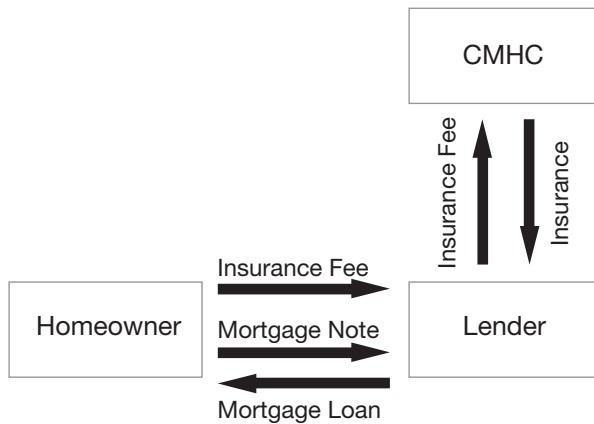 CMHC
Insurance Fee
Insurance
Insurance Fee
Homeowner
Mortgage Note
Lender
Mortgage Loan